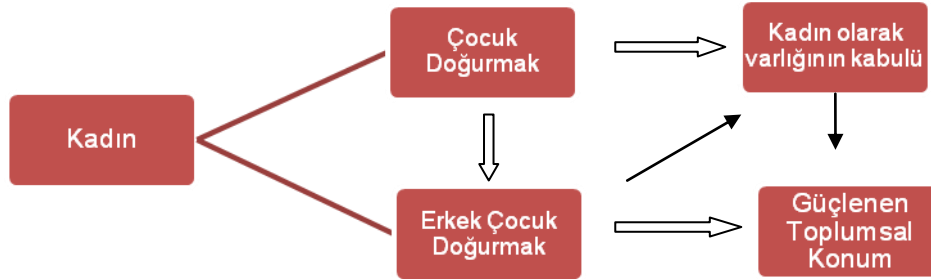 Kadın
Çocuk
Doğurmak
Kadın olarak
varlığının kabulü
Erkek Çocuk
Doğurmak
Güçlenen
Toplumsal
Konum